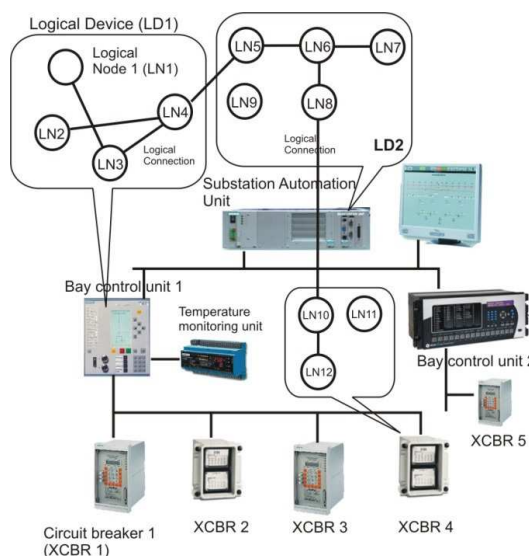 Logical Device (LD1)
Logical
Node 1 (LN1)
LN2
LN3
LN4
Logical
Connection
LN5
LN6
LN7
LN9
LN8
Logical
Connection
LD2
Substation Automation
Unit
Bay control unit 1
Temperature
monitoring unit
LN10
LN11
LN12
Bay control unit 2
XCBR 5
Circuit breaker 1
(XCBR 1)
XCBR 2
XCBR 3
XCBR 4